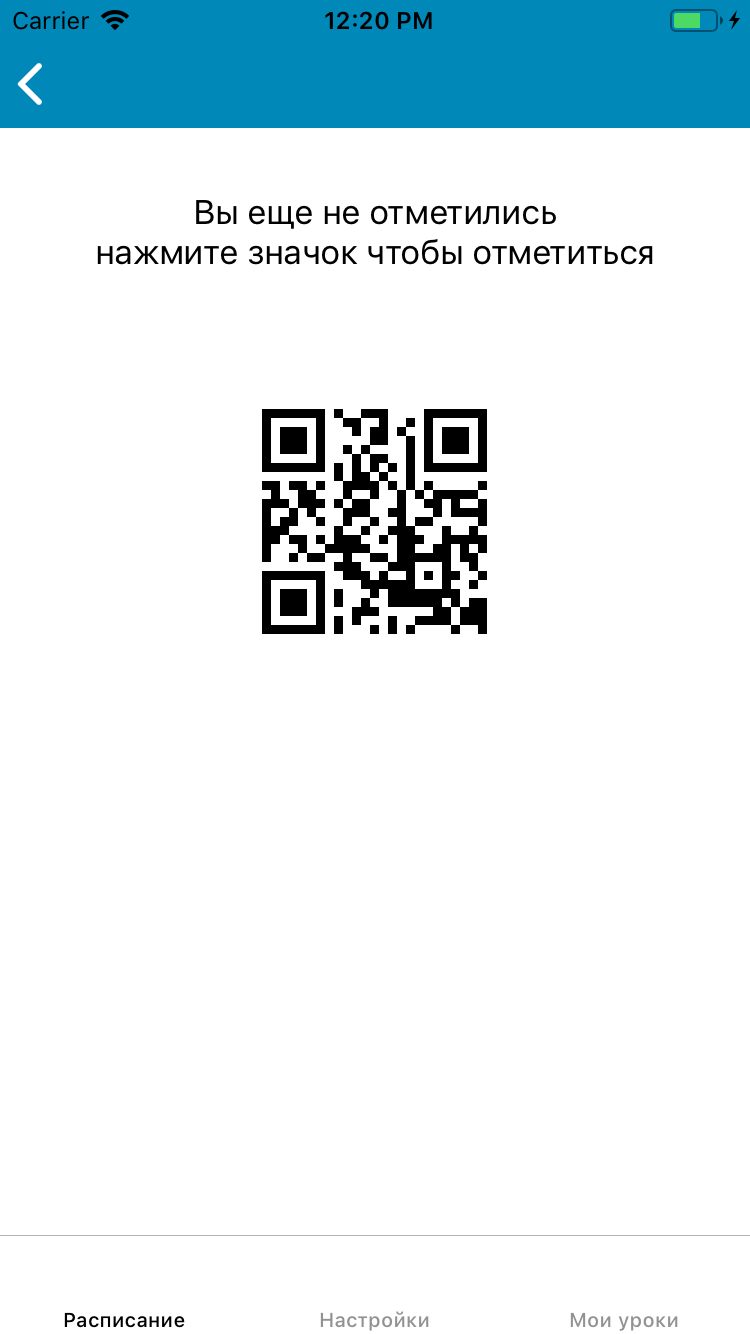 Carrier 12:20 PM
Вы еще не отметились
нажмите значок чтобы отметиться
Расписание Настройки Мои уроки